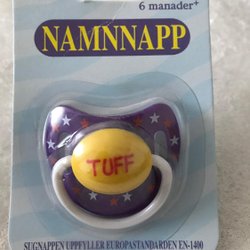 6 manader+
NAMNNAPP
TUFF
SUGNAPPEN UPPFYLLER EUROPASTANDARDEN EN-1400